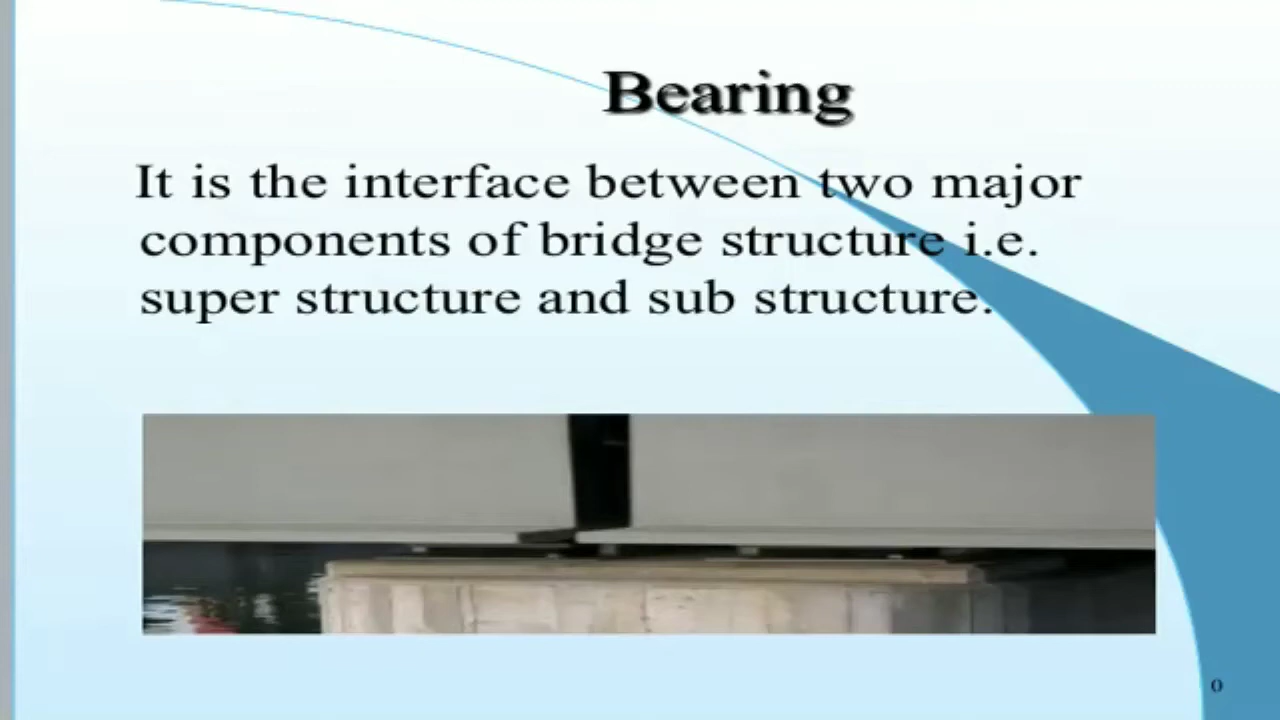 Bearing
It is the interface between two major
components of bridge structure i.e.
super structure and sub structure.
0